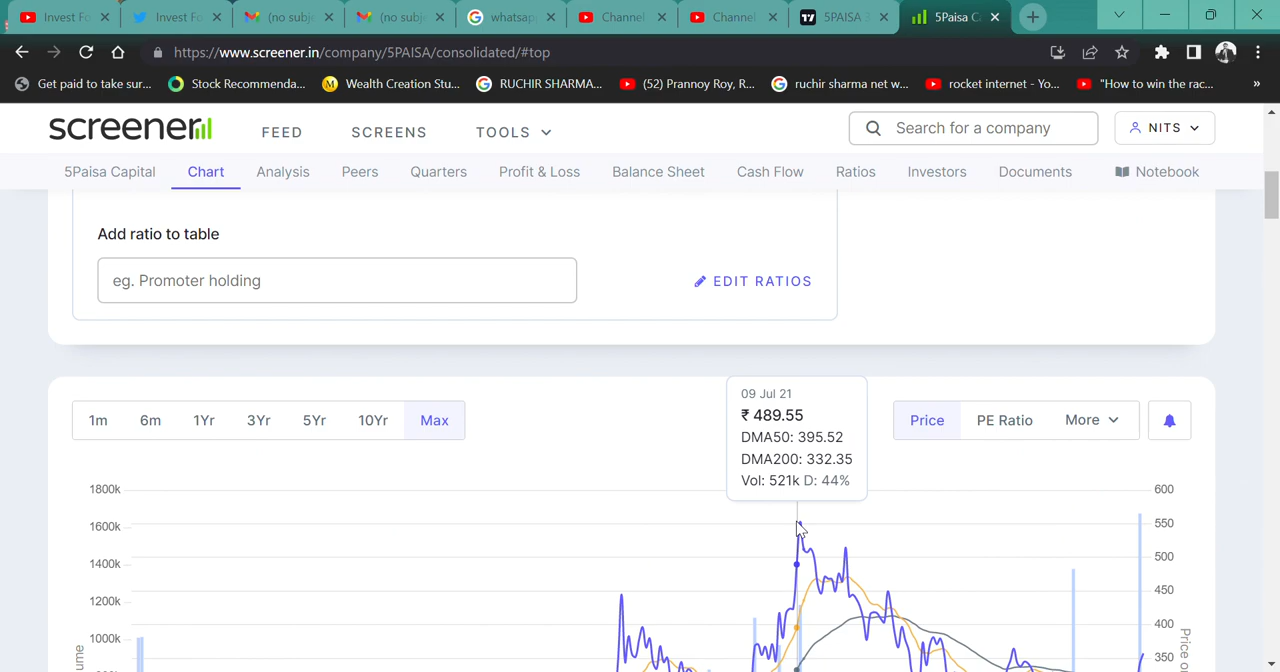 Invest Fo
Invest Fo
(no subje
(no subje
whatsap
Channel
Channel
5PAISA 3
5Paisa Ca
https://www.screener.in/company/5PAISA/consolidated/#top
Get paid to take sur...
Stock Recommenda...
Wealth Creation Stu...
RUCHIR SHARMA...
(52) Prannoy Roy, R...
ruchir sharma net w...
rocket internet - Yo...
"How to win the rac...
»
screener
FEED
SCREENS
TOOLS
Search for a company
NITS
5Paisa Capital
Chart
Analysis
Peers
Quarters
Profit & Loss
Balance Sheet
Cash Flow
Ratios
Investors
Documents
Notebook
Add ratio to table
eg. Promoter holding
EDIT RATIOS
1m
6m
1Yr
3Yr
5Yr
10Yr
Max
09 Jul 21
₹ 489.55
DMA50: 395.52
DMA200: 332.35
Vol: 521k D: 44%
Price
PE Ratio
More
1800k
1600k
1400k
1200k
1000k
600
550
500
450
400
350